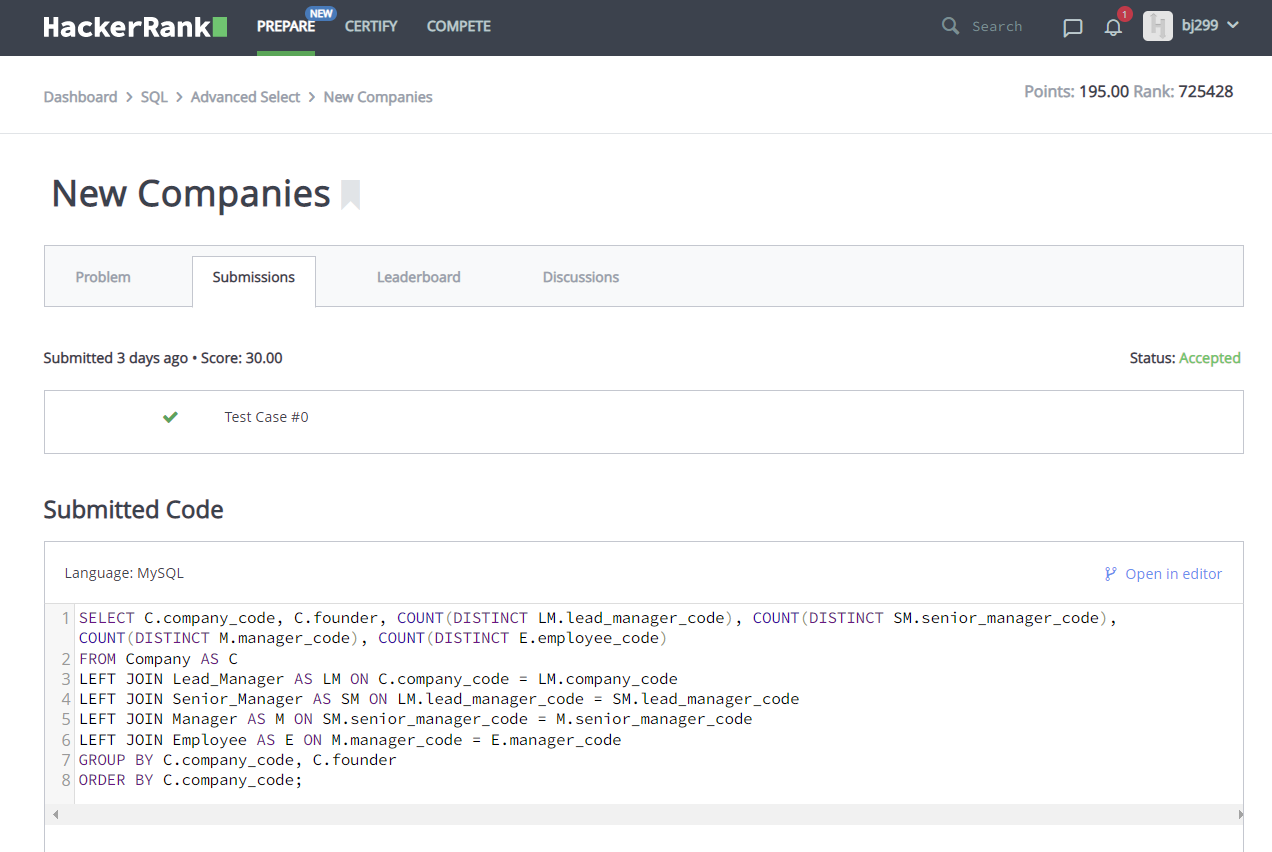 HackerRank PREPARE NEW CERTIFY COMPETE Search 1 bj299
Dashboard > SQL > Advanced Select > New Companies Points: 195.00 Rank: 725428
New Companies
Problem Submissions Leaderboard Discussions
Submitted 3 days ago • Score: 30.00 Status: Accepted
Test Case #0
Submitted Code
Language: MySQL Open in editor
1 SELECT C.company_code, C.founder, COUNT(DISTINCT LM.lead_manager_code), COUNT(DISTINCT SM.senior_manager_code),
COUNT(DISTINCT M.manager_code), COUNT(DISTINCT E.employee_code)
2 FROM Company AS C
3 LEFT JOIN Lead_Manager AS LM ON C.company_code = LM.company_code
4 LEFT JOIN Senior_Manager AS SM ON LM.lead_manager_code = SM.lead_manager_code
5 LEFT JOIN Manager AS M ON SM.senior_manager_code = M.senior_manager_code
6 LEFT JOIN Employee AS E ON M.manager_code = E.manager_code
7 GROUP BY C.company_code, C.founder
8 ORDER BY C.company_code;